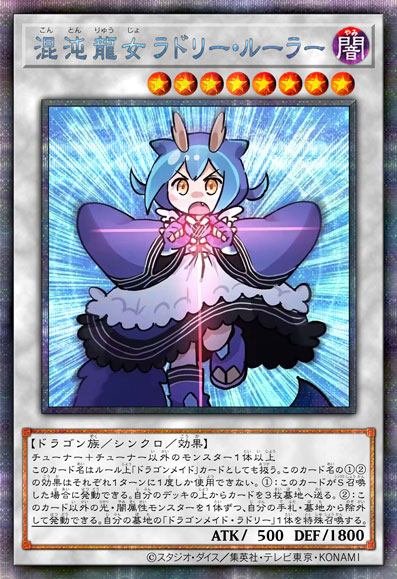 混沌龍女ラドリー・ルーラー
闇
【ドラゴン族／シンクロ／効果】
チューナー＋チューナー以外のモンスター1体以上
このカード名はルール上「ドラゴンメイド」カードとしても扱う。このカード名の①②
の効果はそれぞれ1ターンに1度しか使用できない。①：このカードがS召喚
した場合に発動できる。自分のデッキの上からカードを3枚墓地へ送る。②：こ
のカード以外の光・闇属性モンスターを1体ずつ、自分の手札・墓地から除外
して発動できる。自分の墓地の「ドラゴンメイド・ラドリー」1体を特殊召喚する。
ATK/ 500 DEF/1800
©スタジオ・ダイス／集英社・テレビ東京・KONAMI